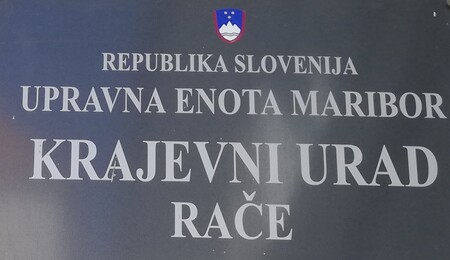 REPUBLIKA SLOVENIJA
UPRAVNA ENOTA MARIBOR
KRAJEVNI URAD
RAČE